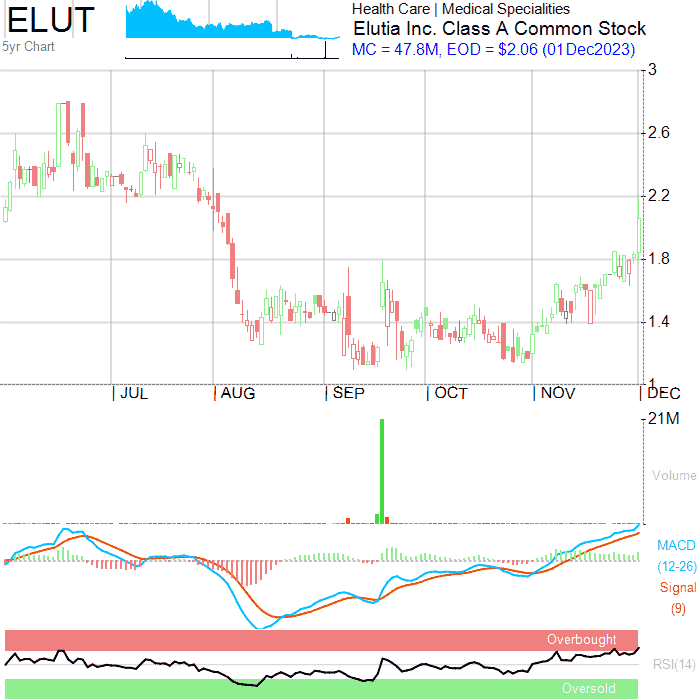 ELUT
5yr Chart
Health Care | Medical Specialities
Elutia Inc. Class A Common Stock
MC = 47.8M, EOD = $2.06 (01Dec2023)
3
2.6
2.2
1.8
1.4
1
JUL AUG SEP OCT NOV DEC
21M
Volume
MACD
(12-26)
Signal
(9)
Overbought
RSI(14)
Oversold